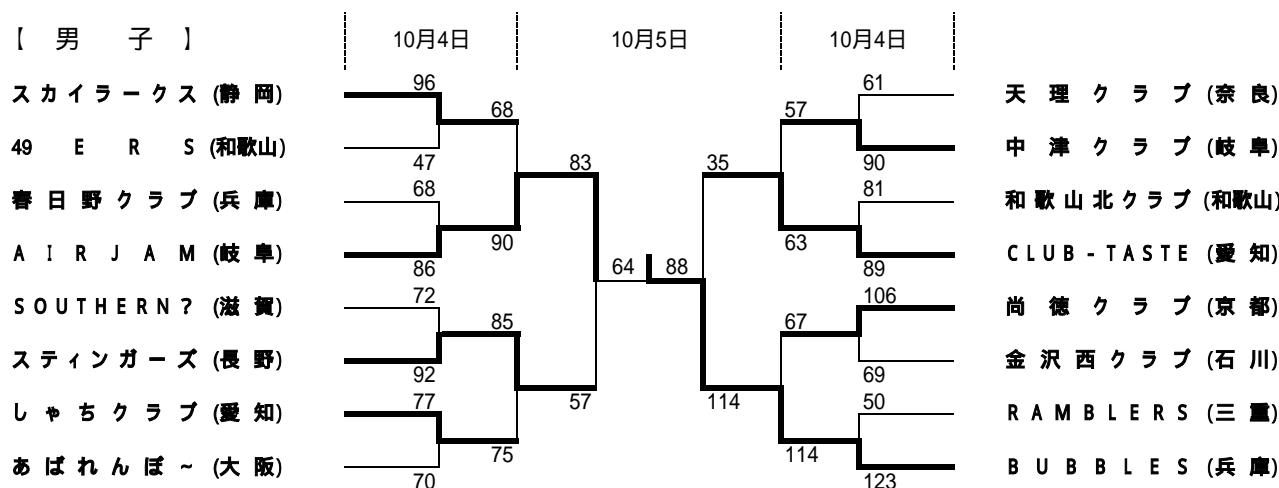 【 男 子 】
10月4日 10月5日 10月4日
96 61
スカイラークス (静岡) 天理クラブ (奈良)
68 57
49ERS (和歌山) 中津クラブ (岐阜)
47 83 35 90
68 81
春日野クラブ (兵庫) 和歌山北クラブ (和歌山)
90 63
AIRJAM (岐阜) CLUB-TASTE (愛知)
86 64 88 89
72 106
SOUTHERN? (滋賀) 尚徳クラブ (京都)
85 67
スティンガーズ (長野) 金沢西クラブ (石川)
92 69
77 57 114 50
しゃちクラブ (愛知) RAMBLERS (三重)
75 114
あばれんぼ~ (大阪) BUBBLES (兵庫)
70 123